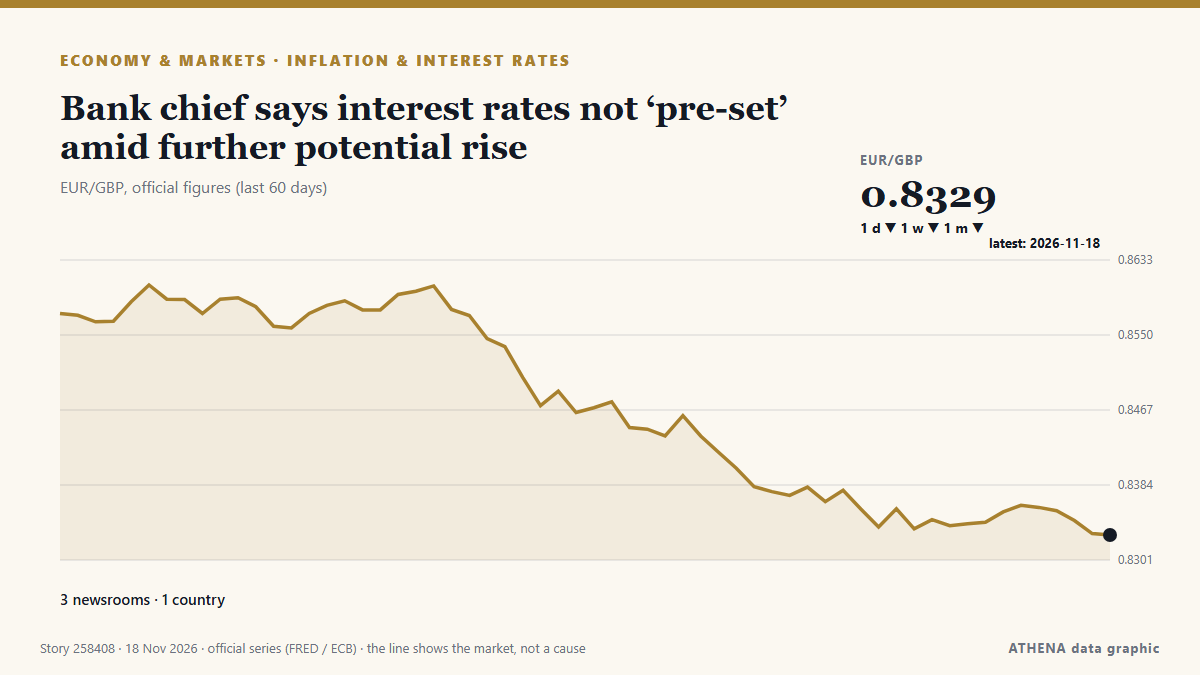 ECONOMY & MARKETS · INFLATION & INTEREST RATES
Bank chief says interest rates not ‘pre-set’
amid further potential rise
EUR/GBP, official figures (last 60 days)
EUR/GBP
0.8329
1 d ▼ 1 w ▼ 1 m ▼
latest: 2026-11-18
0.8633
0.8550
0.8467
0.8384
0.8301
3 newsrooms · 1 country
Story 258408 · 18 Nov 2026 · official series (FRED / ECB) · the line shows the market, not a cause
ATHENA data graphic